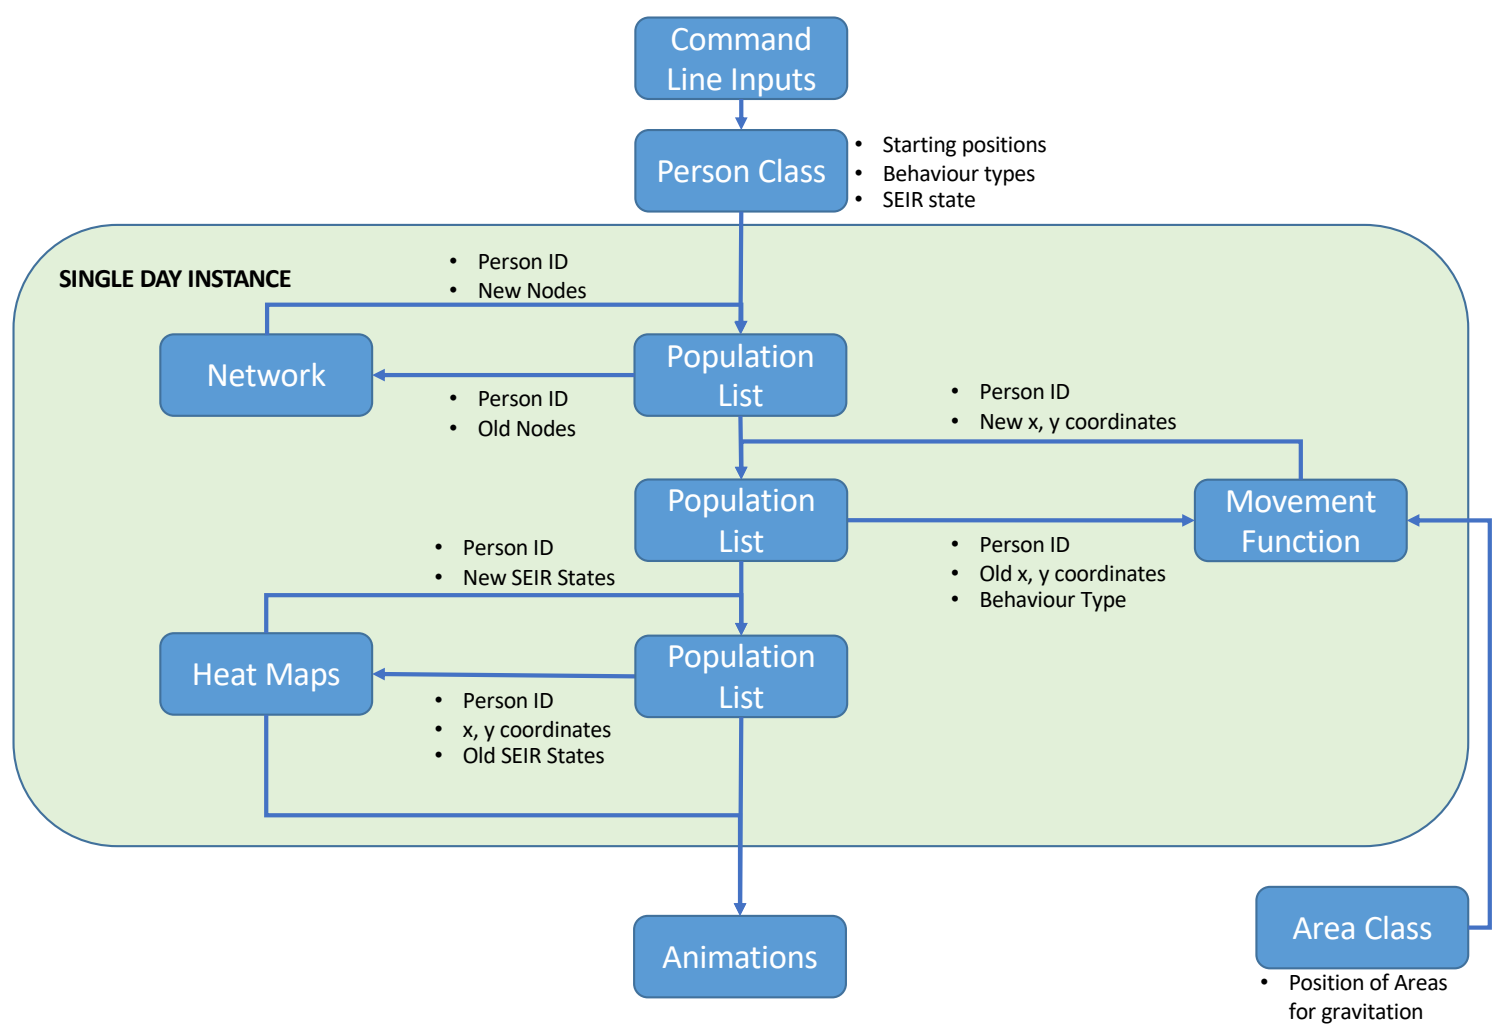 Command
Line Inputs
Person Class
• Starting positions
• Behaviour types
• SEIR state
SINGLE DAY INSTANCE
• Person ID
• New Nodes
Network
Population
List
• Person ID
• Old Nodes
• Person ID
• New x, y coordinates
Population
List
Movement
Function
• Person ID
• New SEIR States
• Person ID
• Old x, y coordinates
• Behaviour Type
Heat Maps
Population
List
• Person ID
• x, y coordinates
• Old SEIR States
Animations
Area Class
• Position of Areas
for gravitation